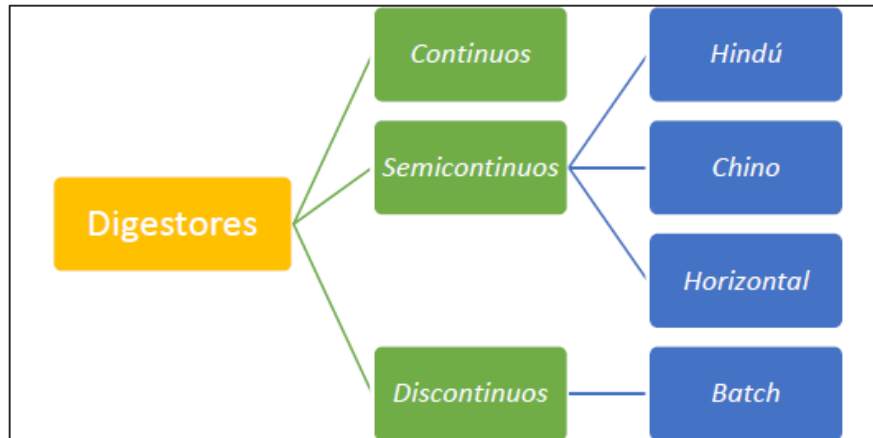 Digestores
Continuos
Semicontinuos
Discontinuos
Hindú
Chino
Horizontal
Batch